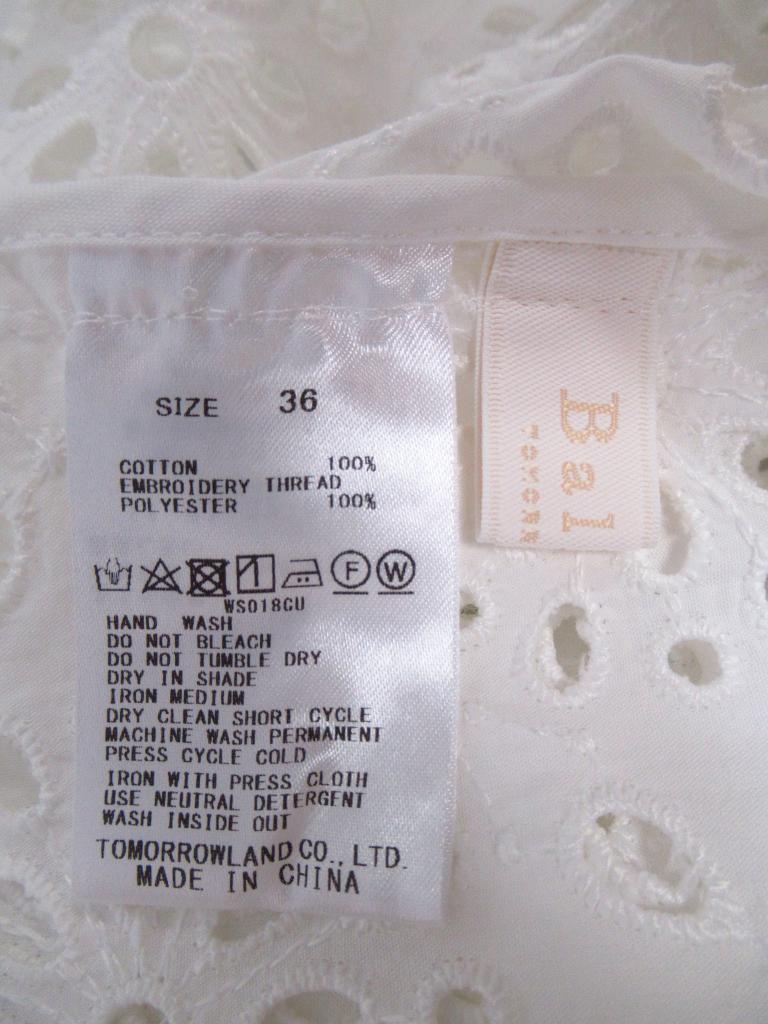 SIZE 36
COTTON 100%
EMBROIDERY THREAD
POLYESTER 100%
F W
WS018GU
HAND WASH
DO NOT BLEACH
DO NOT TUMBLE DRY
DRY IN SHADE
IRON MEDIUM
DRY CLEAN SHORT CYCLE
MACHINE WASH PERMANENT
PRESS CYCLE COLD
IRON WITH PRESS CLOTH
USE NEUTRAL DETERGENT
WASH INSIDE OUT
TOMORROWLAND CO., LTD.
MADE IN CHINA